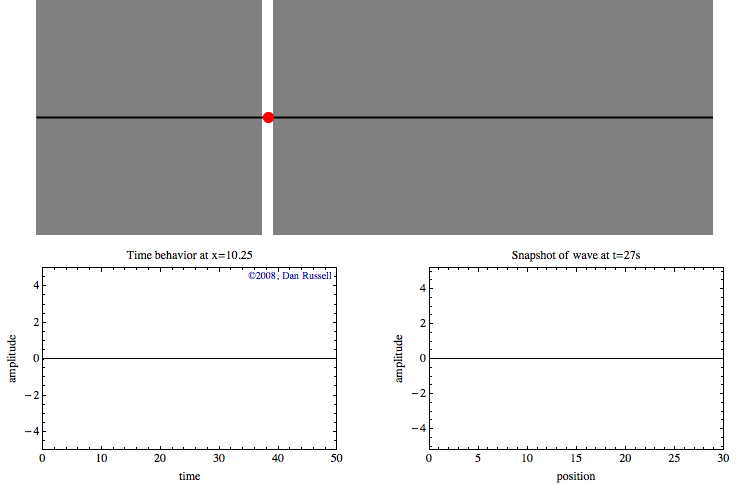 Time behavior at x=10.25
©2008, Dan Russell
4
2
0
−2
−4
amplitude
0 10 20 30 40 50
time
Snapshot of wave at t=27s
4
2
0
−2
−4
amplitude
0 5 10 15 20 25 30
position